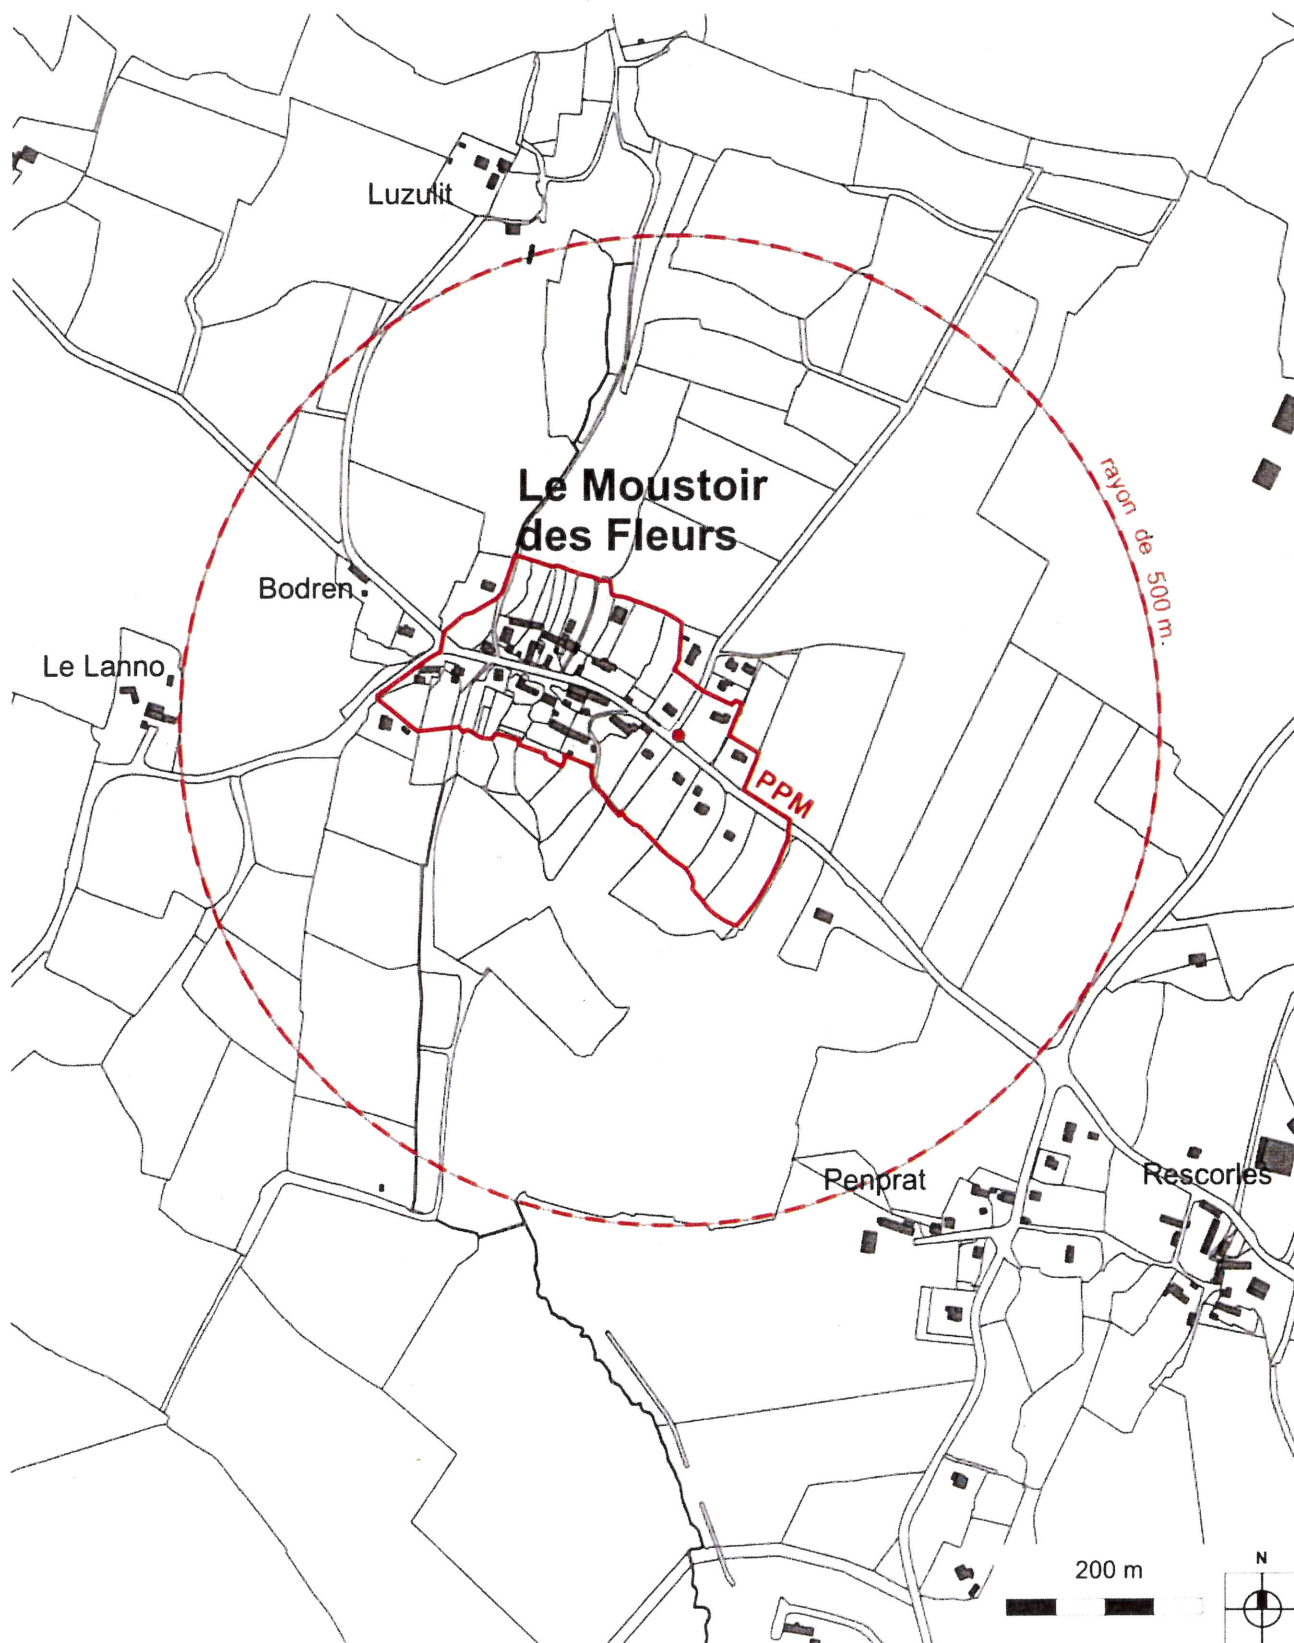 Luzulit
rayon de 500 m.
Le Moustoir
des Fleurs
Bodren
Le Lanno
PPM
Penprat
Rescorles
200 m
N